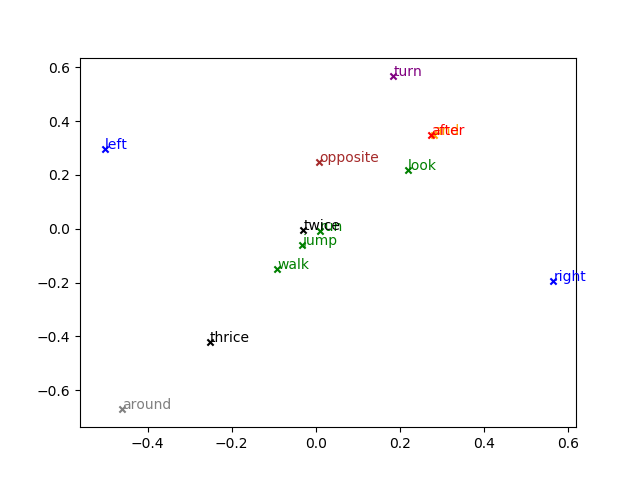 0.6
turn
0.4
after
left
opposite
look
0.2
0.0
twice
run
jump
walk
−0.2
right
thrice
−0.4
around
−0.6
−0.4
−0.2
0.0
0.2
0.4
0.6